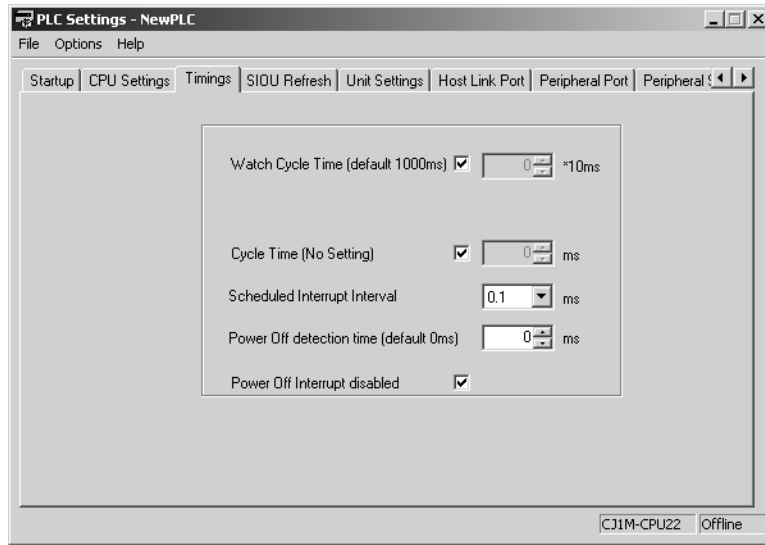 PLC Settings - NewPLC
File Options Help
Startup CPU Settings Timings SIOU Refresh Unit Settings Host Link Port Peripheral Port Peripheral
Watch Cycle Time (default 1000ms) 0 *10ms
Cycle Time (No Setting) 0 ms
Scheduled Interrupt Interval 0.1 ms
Power Off detection time (default 0ms) 0 ms
Power Off Interrupt disabled
CJ1M-CPU22 Offline